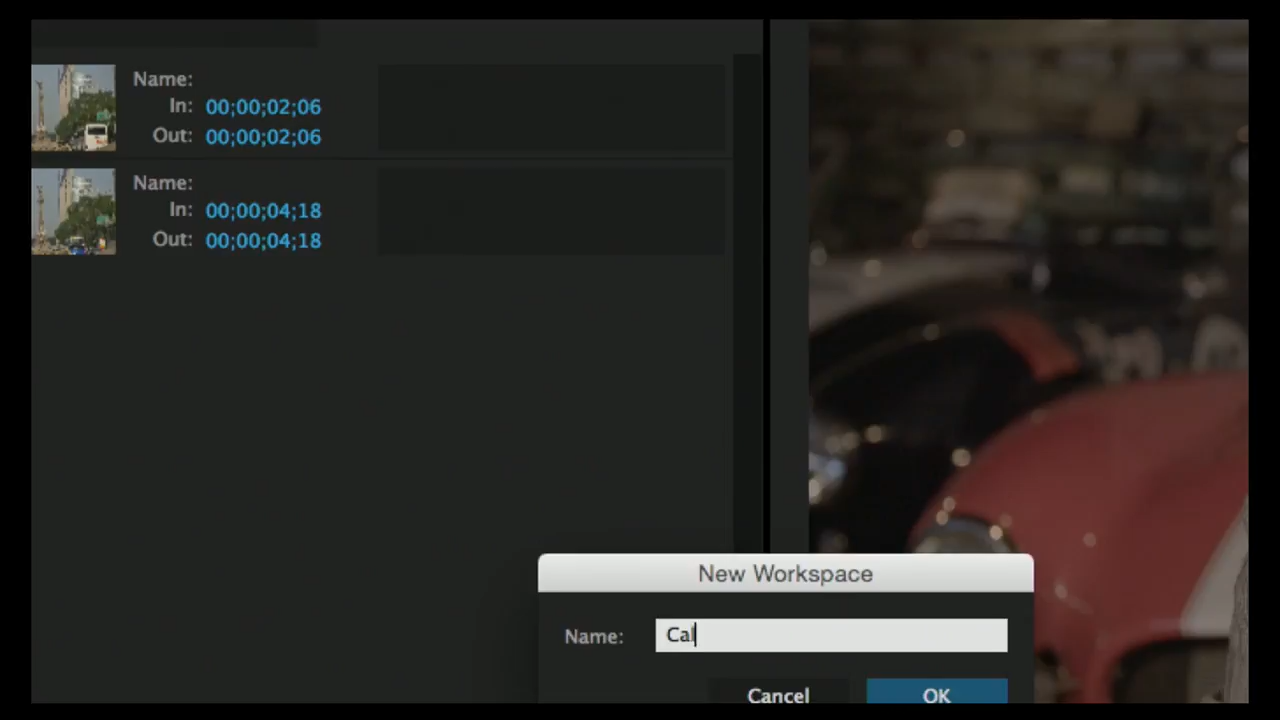 Name:
In: 00;00;02;06
Out: 00;00;02;06
Name:
In: 00;00;04;18
Out: 00;00;04;18
New Workspace
Name: Cal
Cancel OK